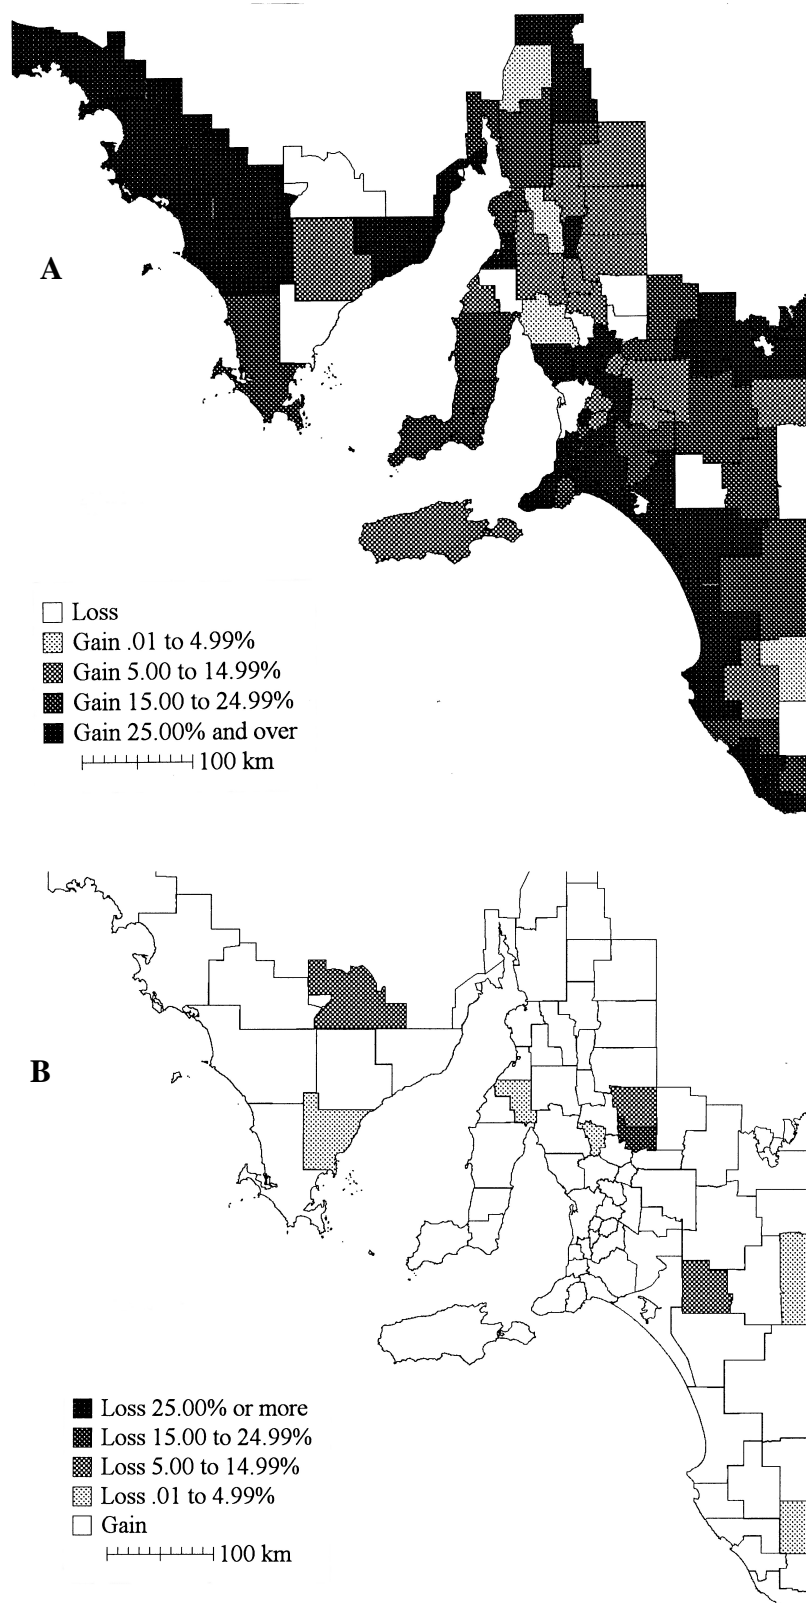 A
Loss
Gain .01 to 4.99%
Gain 5.00 to 14.99%
Gain 15.00 to 24.99%
Gain 25.00% and over
100 km
B
Loss 25.00% or more
Loss 15.00 to 24.99%
Loss 5.00 to 14.99%
Loss .01 to 4.99%
Gain
100 km